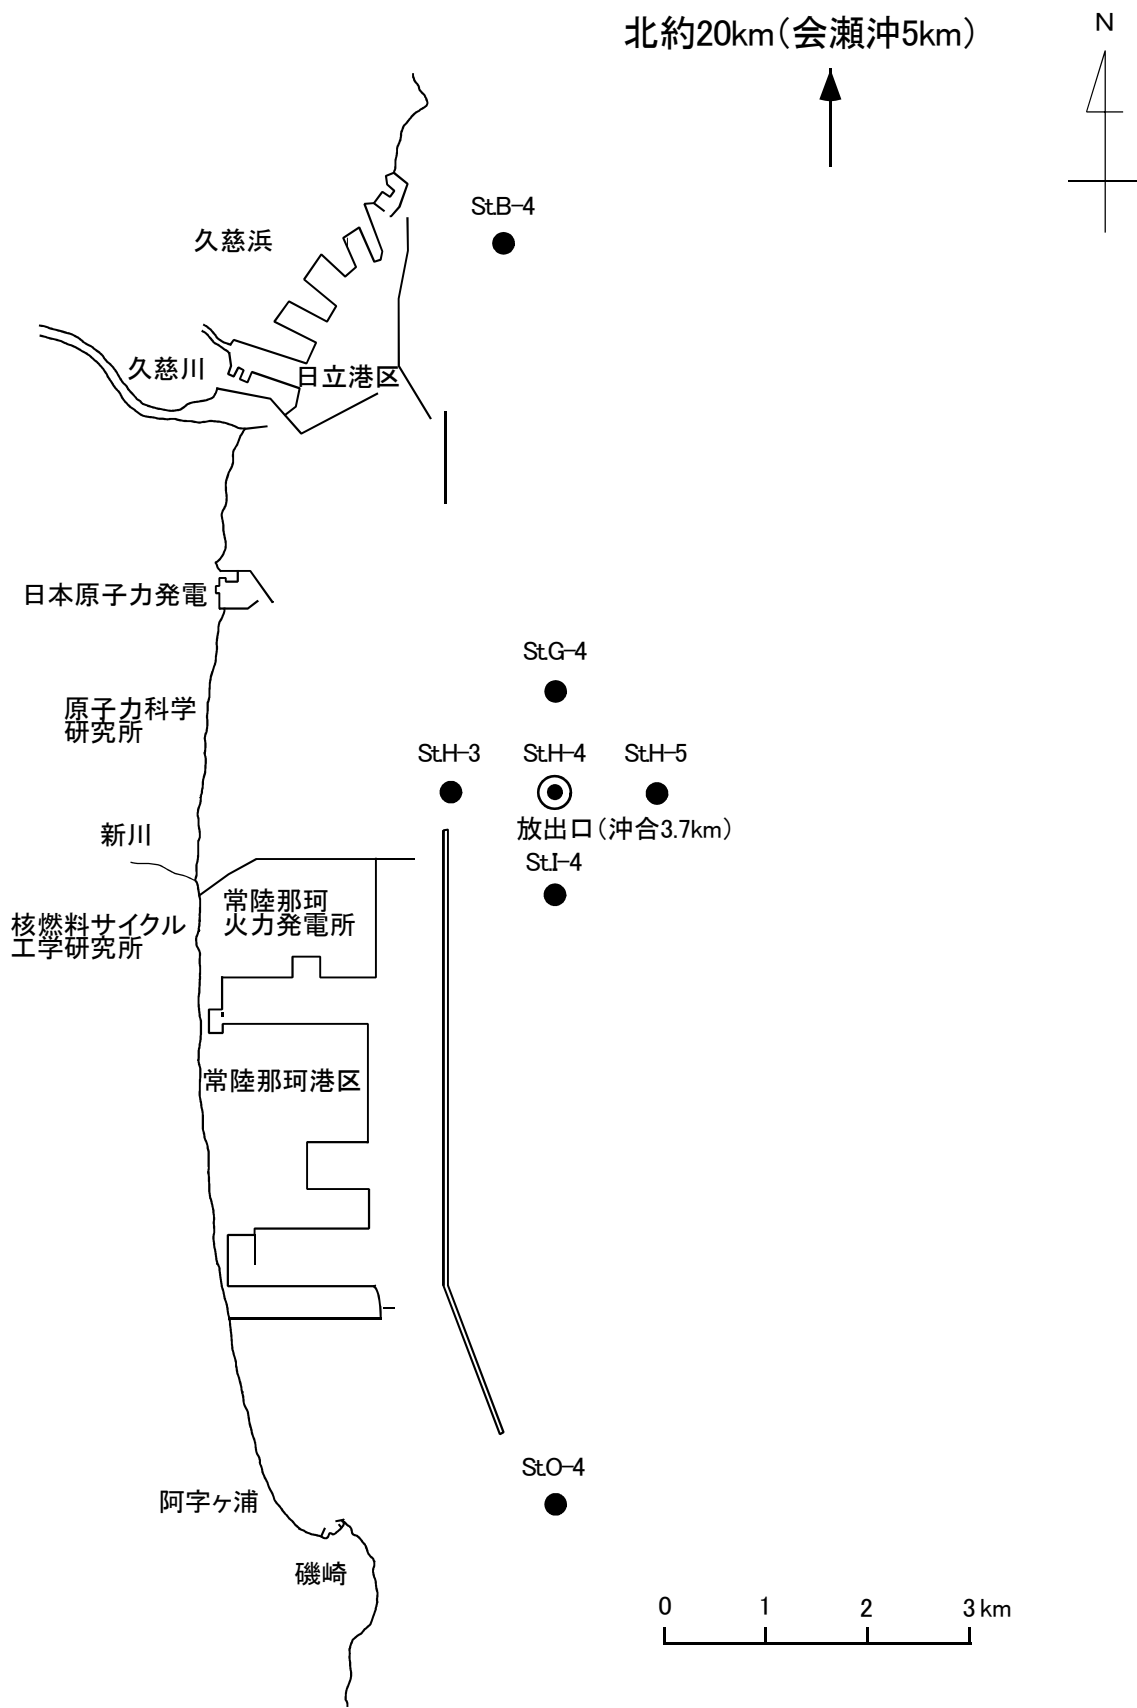 北約20km(会瀬沖5km)
N
St.B-4
久慈浜
久慈川
日立港区
日本原子力発電
St.G-4
原子力科学
研究所
St.H-3
St.H-4
St.H-5
放出口(沖合3.7km)
新川
St.I-4
常陸那珂
火力発電所
核燃料サイクル
工学研究所
常陸那珂港区
St.O-4
阿字ヶ浦
磯崎
0 1 2 3 km